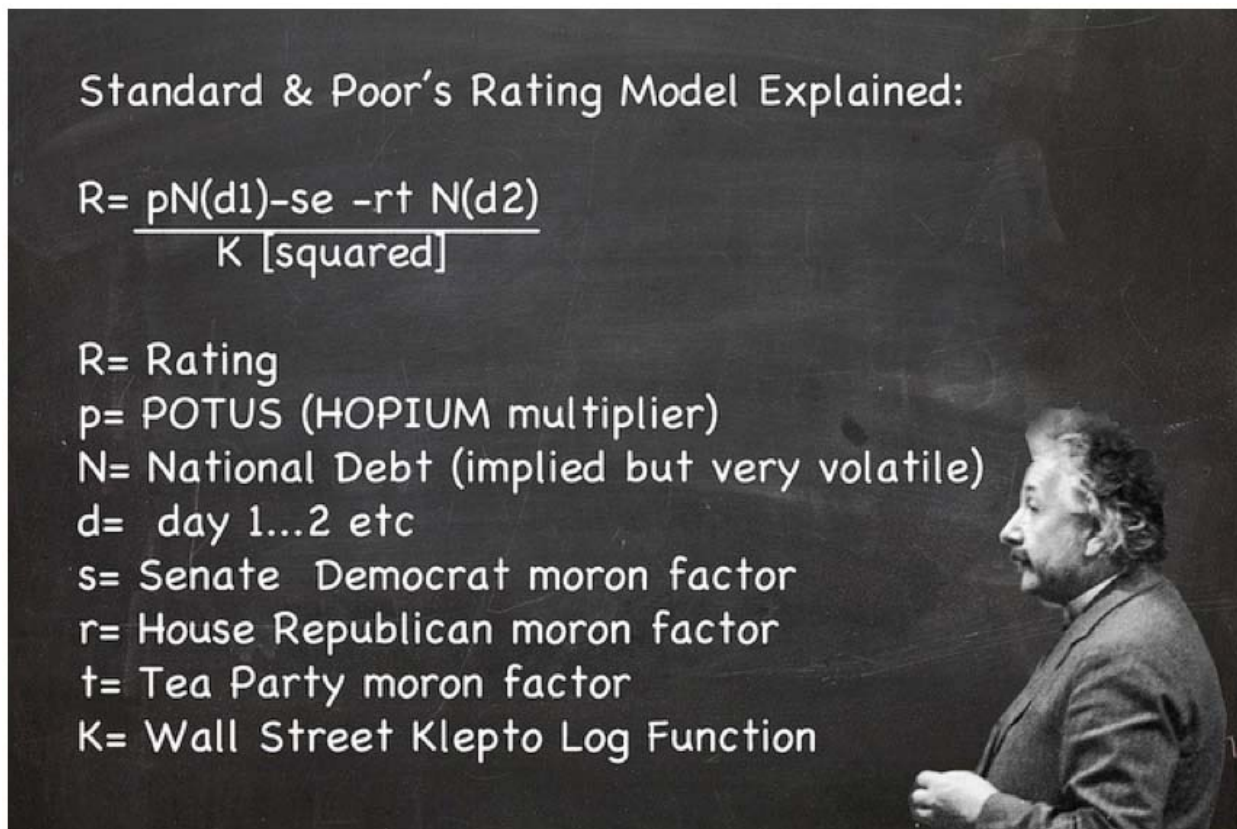 Standard & Poor's Rating Model Explained:
R= pN(d1)-se -rt N(d2)
K [squared]
R= Rating
p= POTUS (HOPIUM multiplier)
N= National Debt (implied but very volatile)
d= day 1...2 etc
s= Senate Democrat moron factor
r= House Republican moron factor
t= Tea Party moron factor
K= Wall Street Klepto Log Function